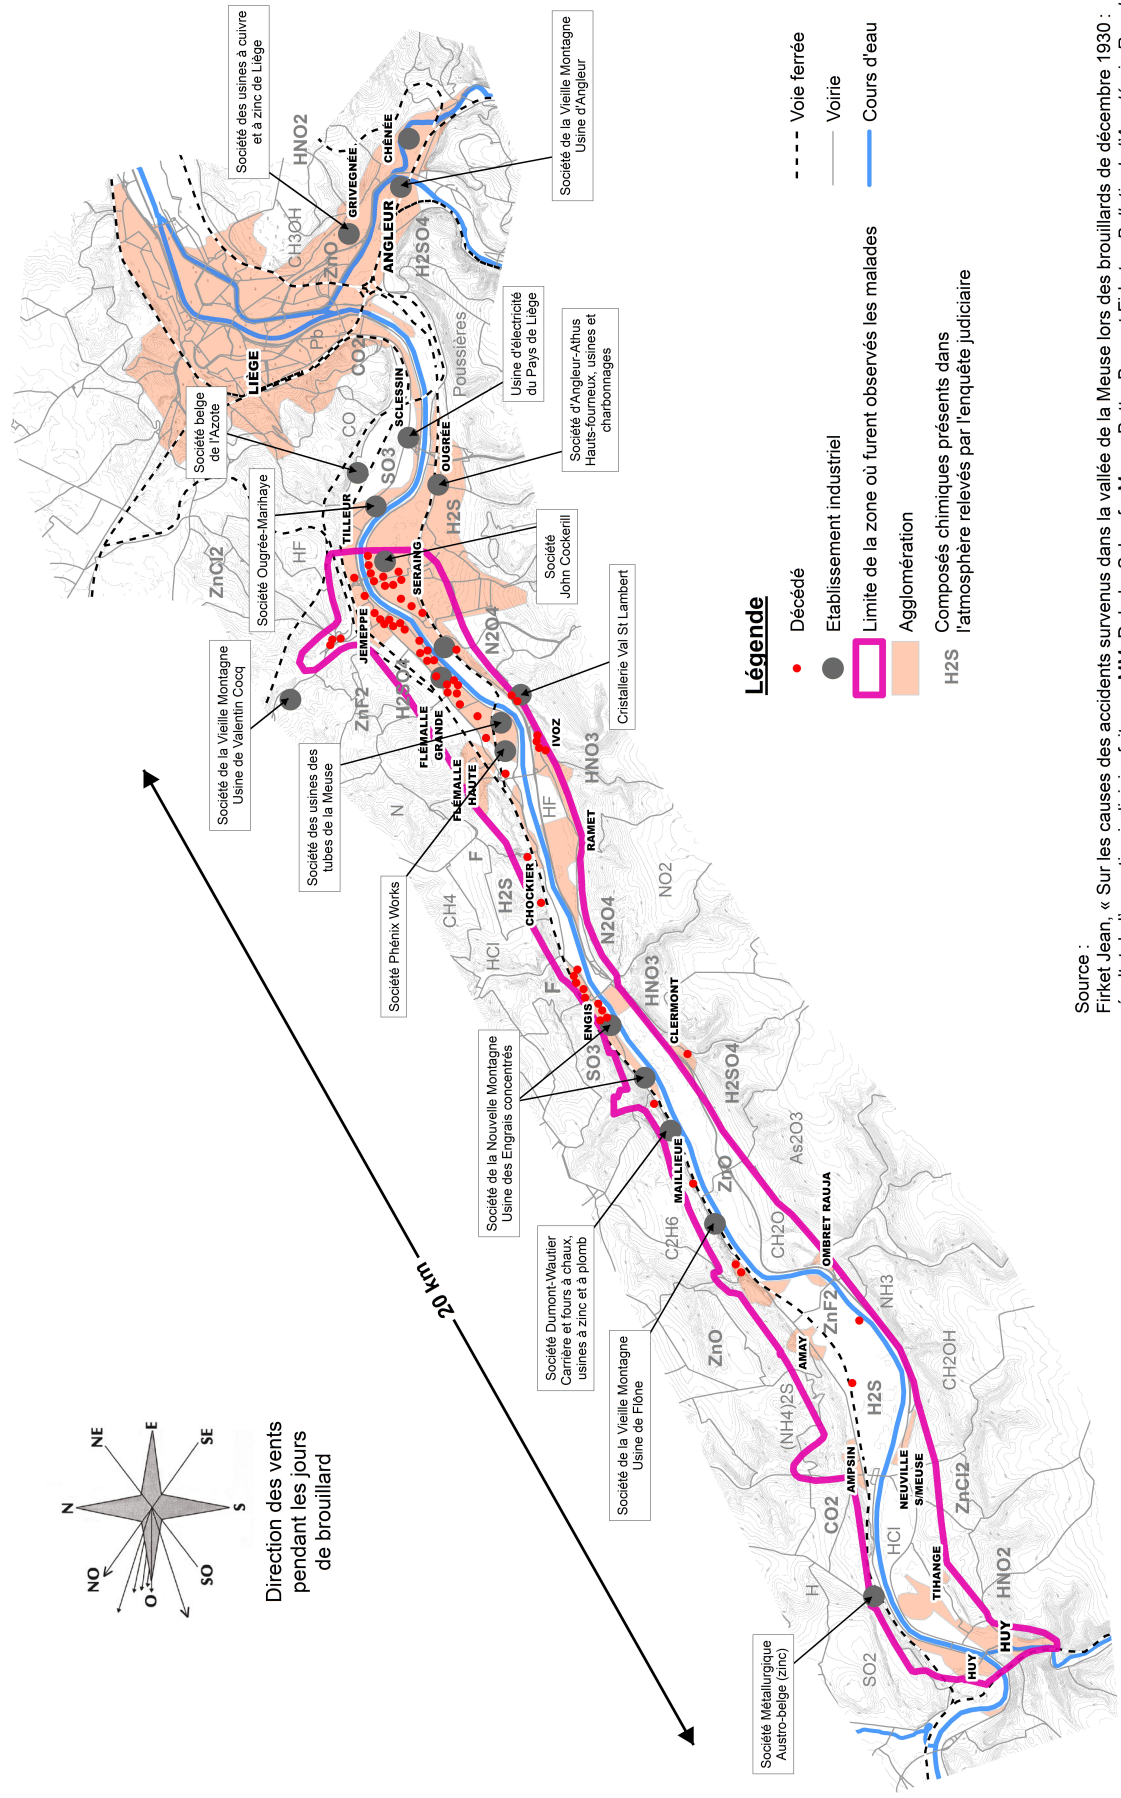 Société des usines à cuivre
et à zinc de Liège
Société de la Vieille Montagne
Usine d'Angleur
Société belge
de l'Azote
Usine d'électricité
du Pays de Liège
Société d'Angleur-Athus
Hauts-fourneux, usines et
charbonnages
Société Ougrée-Marihaye
Société
John Cockerill
Société de la Vieille Montagne
Usine de Valentin Cocq
Cristallerie Val St Lambert
Société des usines des
tubes de la Meuse
Société Phénix Works
Société de la Nouvelle Montagne
Usine des Engrais concentrés
Société Dumont-Wautier
Carrière et fours à chaux,
usines à zinc et à plomb
Société de la Vieille Montagne
Usine de Flône
Société Métallurgique
Austro-belge (zinc)
LIEGE
GRIVEGNÉE
CHÉNÉE
ANGLEUR
SCLESSIN
OUGRÉE
TILLEUR
SERAING
JEMEPPE
FLÉMALLE
GRANDE
FLÉMALLE
HAUTE
IVOZ
RAMET
CHOCKIER
ENGIS
CLERMONT
MAILLIEUE
OMBRET RAUJA
AMAY
AMPSIN
NEUVILLE
S/MEUSE
TIHANGE
HUY
HUY
HNO2
CH3OH
ZnO
H2SO4
Pb
CO2
Poussières
CO
SO3
H2S
HF
ZnCl2
N2O4
H2SO4
ZnF2
HNO3
HF
N
F
H2S
CH4
HCl
NO2
N2O4
F
HNO3
SO3
H2SO4
As2O3
ZnO
C2H6
CH2O
ZnF2
NH3
ZnO
CH2OH
H2S
(NH4)2S
ZnCl2
CO2
HCl
H
HNO2
SO2
20 km
N
NE
E
SE
S
SO
O
NO
Direction des vents
pendant les jours
de brouillard
Légende
Décédé
Etablissement industriel
Limite de la zone où furent observés les malades
Agglomération
H2S
Composés chimiques présents dans
l'atmosphère relevés par l'enquête judiciaire
Voie ferrée
Voirie
Cours d'eau
Source :
Firket Jean, « Sur les causes des accidents survenus dans la vallée de la Meuse lors des brouillards de décembre 1930 :